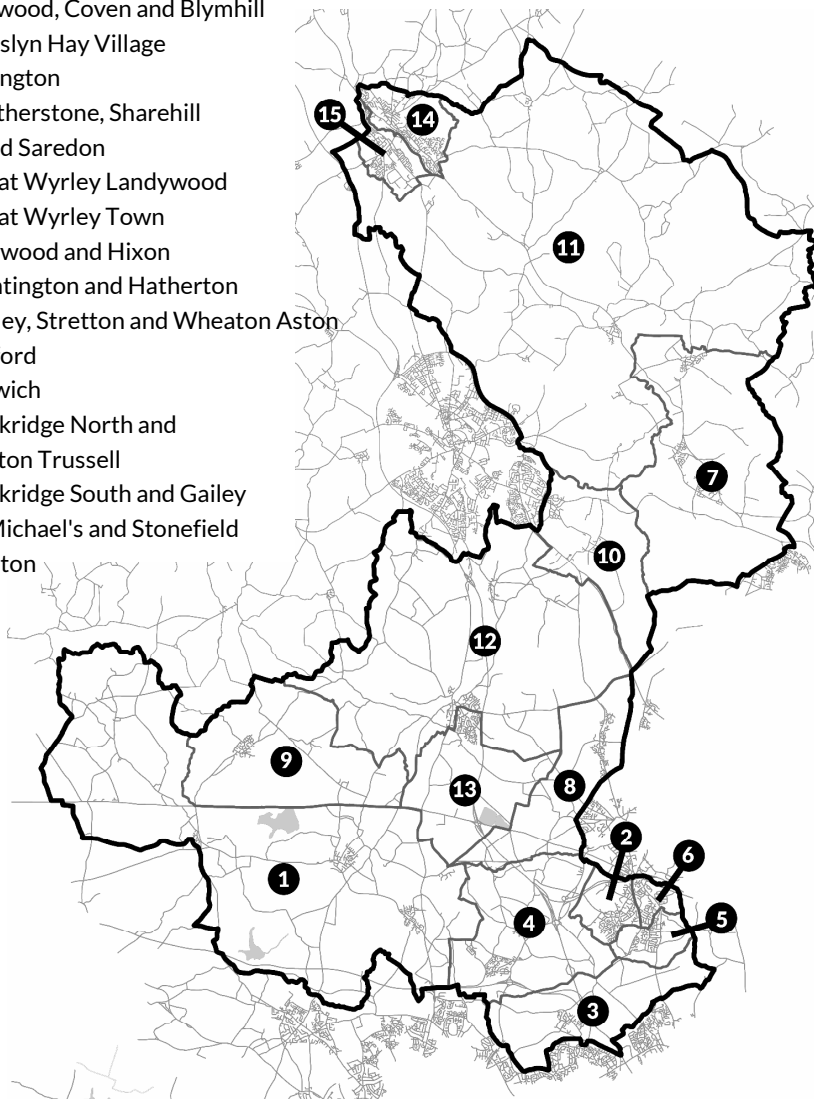 wood, Coven and Blymhill
slyn Hay Village
ngton
therstone, Sharehill
d Saredon
at Wyrley Landywood
at Wyrley Town
wood and Hixon
tington and Hatherton
ey, Stretton and Wheaton Aston
ord
wich
kridge North and
ton Trussell
kridge South and Gailey
Michael's and Stonefield
ton
15
14
11
7
10
12
9
13
8
2
6
1
4
5
3